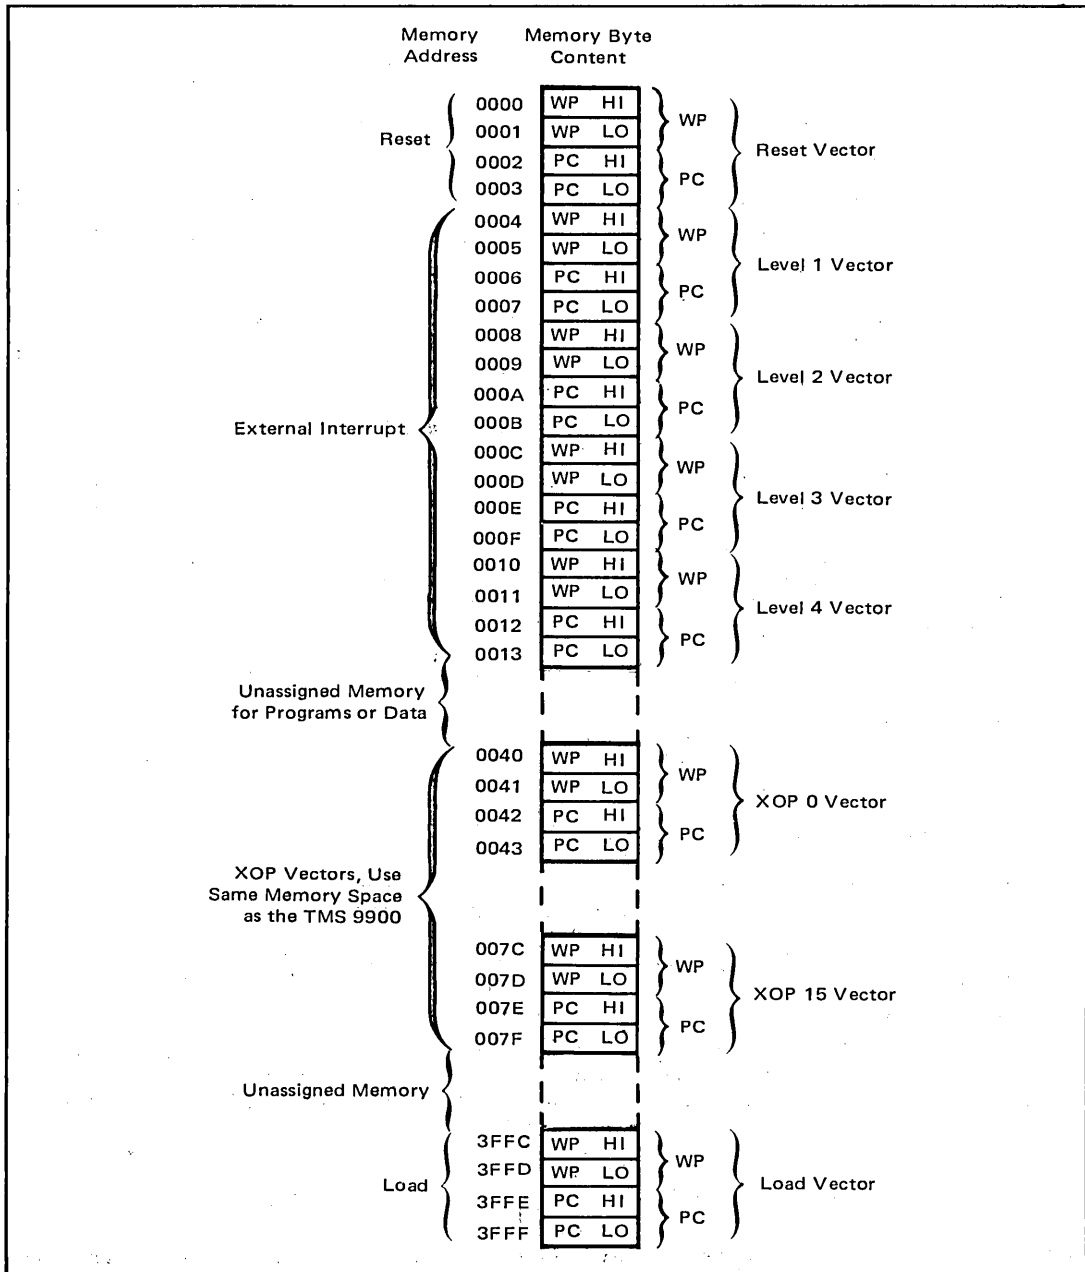 Memory Address Memory Byte Content
0000 WP HI
0001 WP LO
0002 PC HI
0003 PC LO
Reset
WP
PC
Reset Vector
0004 WP HI
0005 WP LO
0006 PC HI
0007 PC LO
WP
PC
Level 1 Vector
0008 WP HI
0009 WP LO
000A PC HI
000B PC LO
WP
PC
Level 2 Vector
External Interrupt
000C WP HI
000D WP LO
000E PC HI
000F PC LO
WP
PC
Level 3 Vector
0010 WP HI
0011 WP LO
0012 PC HI
0013 PC LO
WP
PC
Level 4 Vector
Unassigned Memory
for Programs or Data
0040 WP HI
0041 WP LO
0042 PC HI
0043 PC LO
WP
PC
XOP 0 Vector
XOP Vectors, Use
Same Memory Space
as the TMS 9900
007C WP HI
007D WP LO
007E PC HI
007F PC LO
WP
PC
XOP 15 Vector
Unassigned Memory
3FFC WP HI
3FFD WP LO
3FFE PC HI
3FFF PC LO
Load
WP
PC
Load Vector